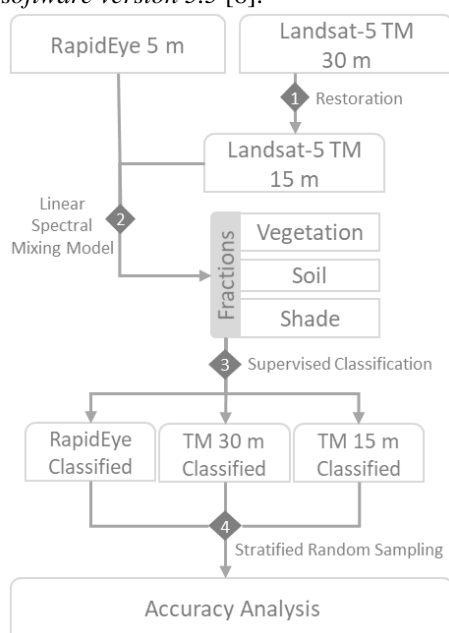 software version 5.5 [6].
RapidEye 5 m
Landsat-5 TM
30 m
1
Restoration
Landsat-5 TM
15 m
Linear
Spectral
Mixing Model
2
Fractions
Vegetation
Soil
Shade
3
Supervised Classification
RapidEye
Classified
TM 30 m
Classified
TM 15 m
Classified
4
Stratified Random Sampling
Accuracy Analysis